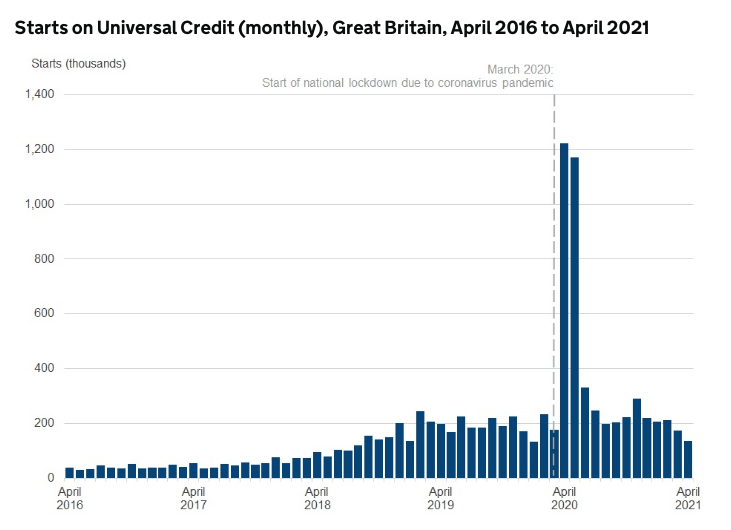 Starts on Universal Credit (monthly), Great Britain, April 2016 to April 2021
Starts (thousands)
March 2020:
Start of national lockdown due to coronavirus pandemic
1,400
1,200
1,000
800
600
400
200
0
April April April April April April
2016 2017 2018 2019 2020 2021